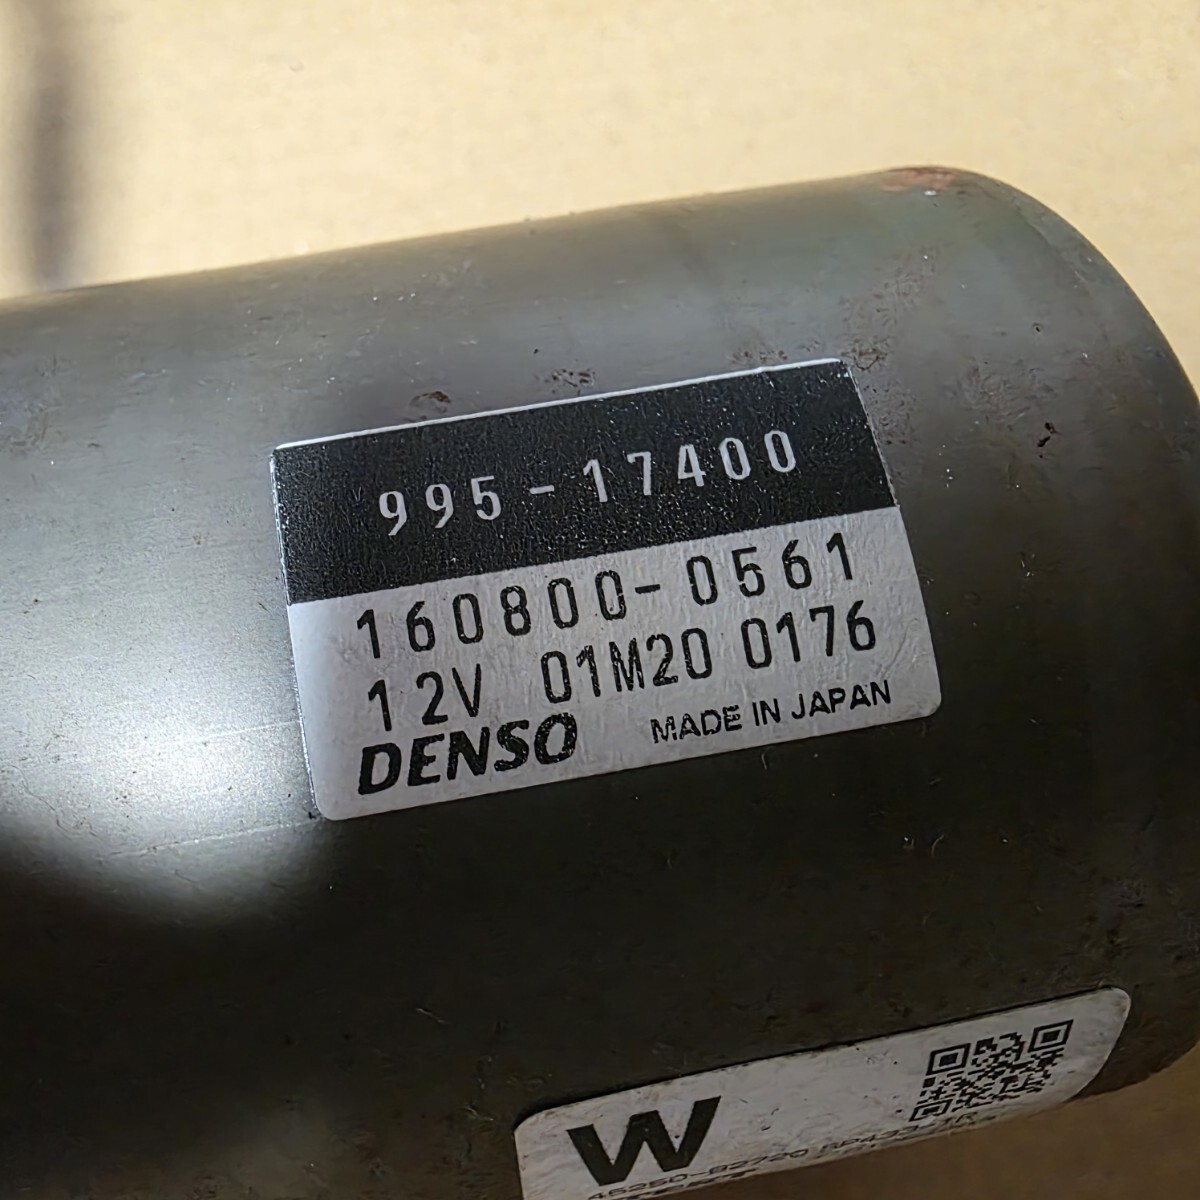 995-17400
160800-0561
12V 01M20 0176
DENSO MADE IN JAPAN
W